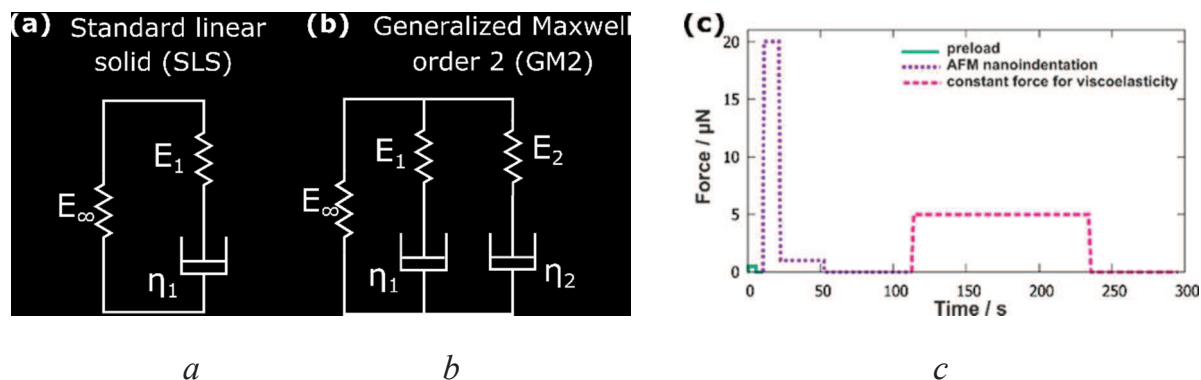 (a) Standard linear
solid (SLS)
E∞
E₁
η₁
(b) Generalized Maxwell
order 2 (GM2)
E∞
E₁
E₂
η₁
η₂
(c)
preload
AFM nanoindentation
constant force for viscoelasticity
Force / µN
20
15
10
5
0
0 50 100 150 200 250 300
Time / s
a b c